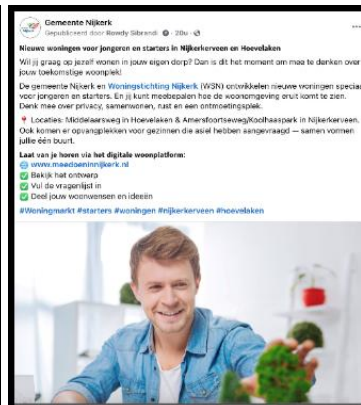 Gemeente Nijkerk
Gepubliceerd door Rowdy Sibrandi · 20u ·
Nieuwe woningen voor jongeren en starters in Nijkerkerveen en Hoevelaken
Wil jij graag op jezelf wonen in jouw eigen dorp? Dan is dit het moment om mee te denken over
jouw toekomstige woonplek!
De gemeente Nijkerk en Woningstichting Nijkerk (WSN) ontwikkelen nieuwe woningen speciaal
voor jongeren en starters. En jij kunt meebepalen hoe de woonomgeving eruit komt te zien.
Denk mee over privacy, samenwonen, rust en een ontmoetingsplek.
📍 Locaties: Middelaarsweg in Hoevelaken & Amersfoortseweg/Koolhaaspark in Nijkerkerveen.
Ook komen er opvangplekken voor gezinnen die asiel hebben aangevraagd — samen vormen
jullie één buurt.
Laat van je horen via het digitale woonplatform:
🌐 www.meedoeninnijkerk.nl
✅ Bekijk het ontwerp
✅ Vul de vragenlijst in
✅ Deel jouw woonwensen en ideeën
#Woningmarkt #starters #woningen #nijkerkerveen #hoevelaken